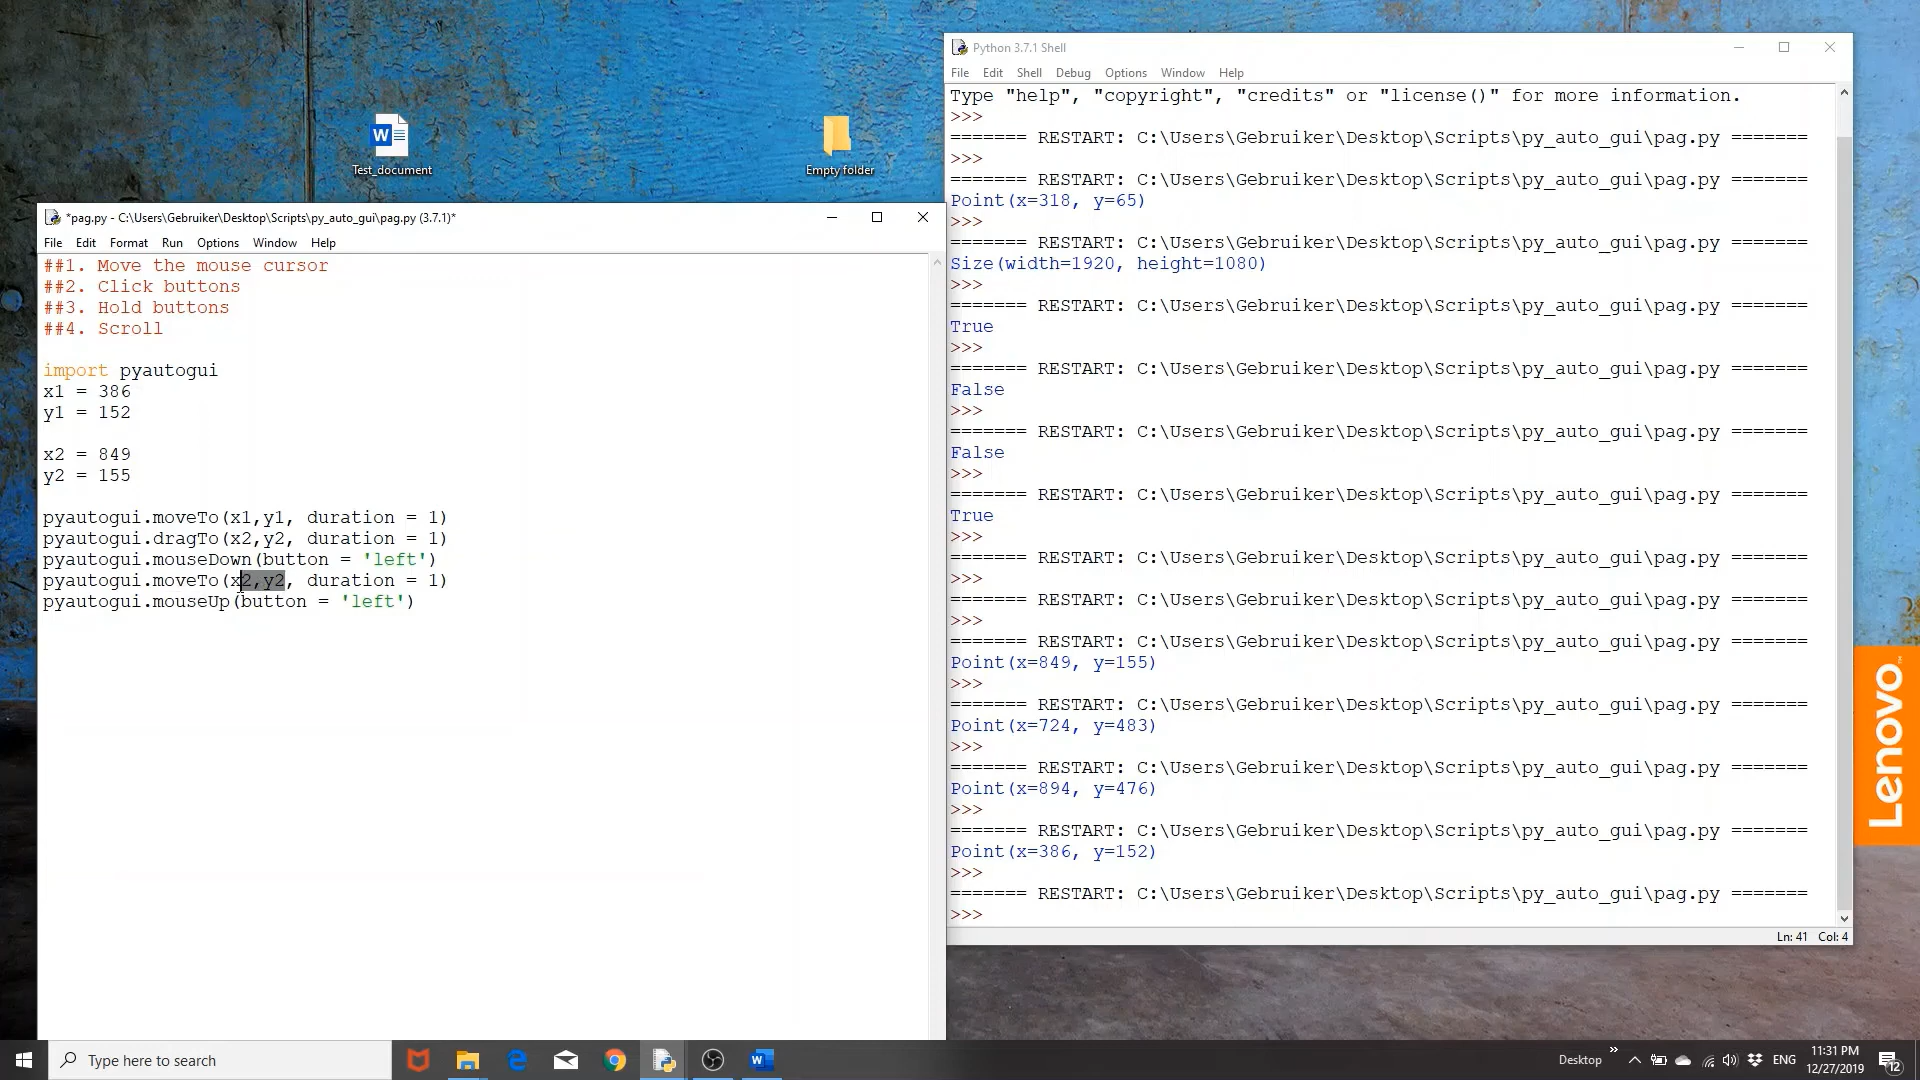 Test_document
Empty folder
*pag.py - C:\Users\Gebruiker\Desktop\Scripts\py_auto_gui\pag.py (3.7.1)*
File Edit Format Run Options Window Help
##1. Move the mouse cursor
##2. Click buttons
##3. Hold buttons
##4. Scroll
import pyautogui
x1 = 386
y1 = 152
x2 = 849
y2 = 155
pyautogui.moveTo(x1,y1, duration = 1)
pyautogui.dragTo(x2,y2, duration = 1)
pyautogui.mouseDown(button = 'left')
pyautogui.moveTo(x2,y2, duration = 1)
pyautogui.mouseUp(button = 'left')
Python 3.7.1 Shell
File Edit Shell Debug Options Window Help
Type "help", "copyright", "credits" or "license()" for more information.
>>>
======= RESTART: C:\Users\Gebruiker\Desktop\Scripts\py_auto_gui\pag.py =======
>>>
======= RESTART: C:\Users\Gebruiker\Desktop\Scripts\py_auto_gui\pag.py =======
Point(x=318, y=65)
>>>
======= RESTART: C:\Users\Gebruiker\Desktop\Scripts\py_auto_gui\pag.py =======
Size(width=1920, height=1080)
>>>
======= RESTART: C:\Users\Gebruiker\Desktop\Scripts\py_auto_gui\pag.py =======
True
>>>
======= RESTART: C:\Users\Gebruiker\Desktop\Scripts\py_auto_gui\pag.py =======
False
>>>
======= RESTART: C:\Users\Gebruiker\Desktop\Scripts\py_auto_gui\pag.py =======
False
>>>
======= RESTART: C:\Users\Gebruiker\Desktop\Scripts\py_auto_gui\pag.py =======
True
>>>
======= RESTART: C:\Users\Gebruiker\Desktop\Scripts\py_auto_gui\pag.py =======
>>>
======= RESTART: C:\Users\Gebruiker\Desktop\Scripts\py_auto_gui\pag.py =======
>>>
======= RESTART: C:\Users\Gebruiker\Desktop\Scripts\py_auto_gui\pag.py =======
Point(x=849, y=155)
>>>
======= RESTART: C:\Users\Gebruiker\Desktop\Scripts\py_auto_gui\pag.py =======
Point(x=724, y=483)
>>>
======= RESTART: C:\Users\Gebruiker\Desktop\Scripts\py_auto_gui\pag.py =======
Point(x=894, y=476)
>>>
======= RESTART: C:\Users\Gebruiker\Desktop\Scripts\py_auto_gui\pag.py =======
Point(x=386, y=152)
>>>
======= RESTART: C:\Users\Gebruiker\Desktop\Scripts\py_auto_gui\pag.py =======
>>>
Ln: 41 Col: 4
Lenovo
Type here to search
W
Desktop » ENG
11:31 PM
12/27/2019
12